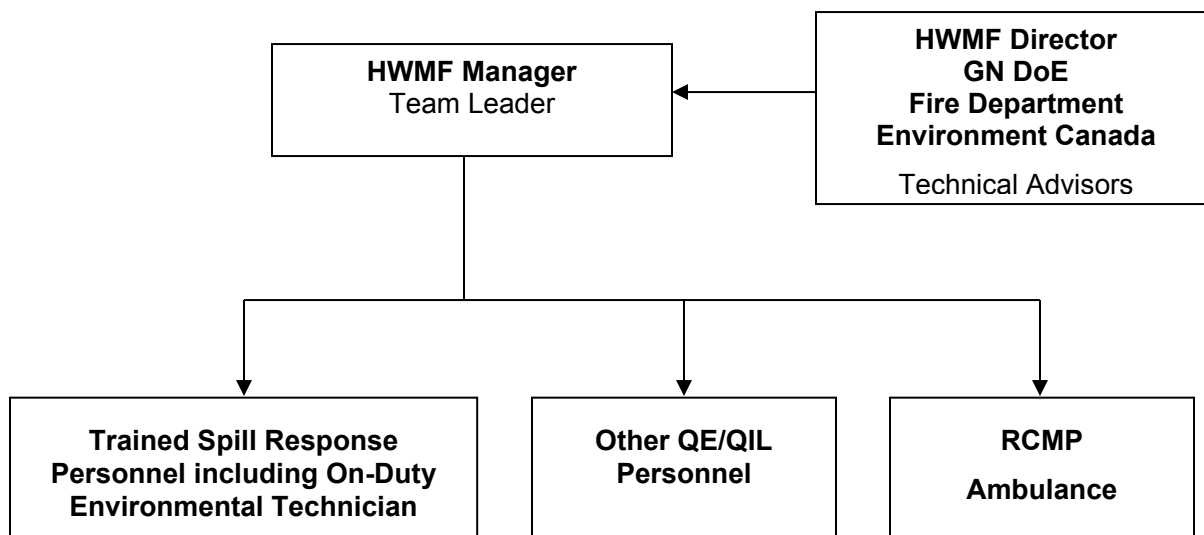 HWMF Manager
Team Leader
HWMF Director
GN DoE
Fire Department
Environment Canada
Technical Advisors
Trained Spill Response
Personnel including On-Duty
Environmental Technician
Other QE/QIL
Personnel
RCMP
Ambulance